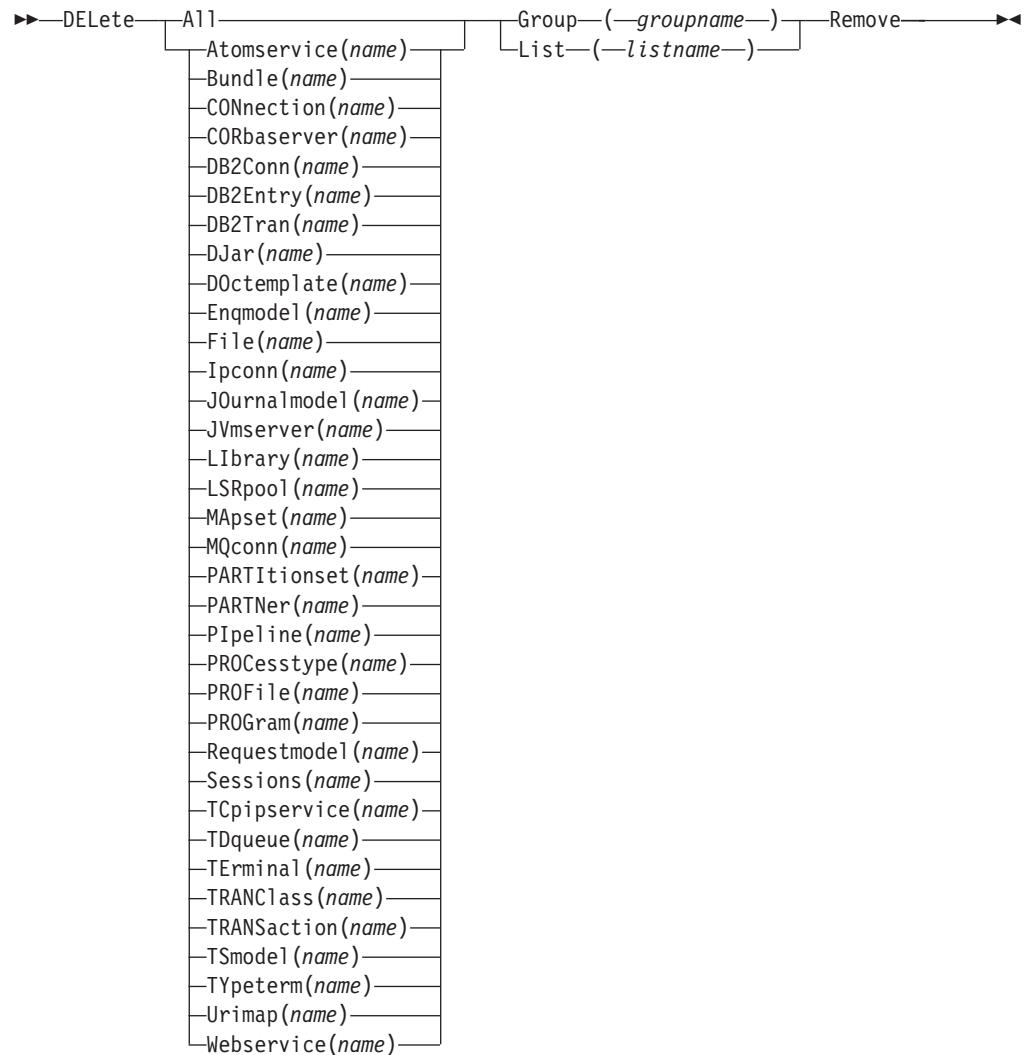 DELete All Group ( groupname ) Remove
Atomservice(name) List ( listname )
Bundle(name)
CONnection(name)
CORbaserver(name)
DB2Conn(name)
DB2Entry(name)
DB2Tran(name)
DJar(name)
DOctemplate(name)
Enqmodel(name)
File(name)
Ipconn(name)
JOurnalmodel(name)
JVmserver(name)
LIbrary(name)
LSRpool(name)
MApset(name)
MQconn(name)
PARTItionset(name)
PARTNer(name)
PIpeline(name)
PROCesstype(name)
PROFile(name)
PROGram(name)
Requestmodel(name)
Sessions(name)
TCpipservice(name)
TDqueue(name)
TErminal(name)
TRANClass(name)
TRANSaction(name)
TSmodel(name)
TYpeterm(name)
Urimap(name)
Webservice(name)